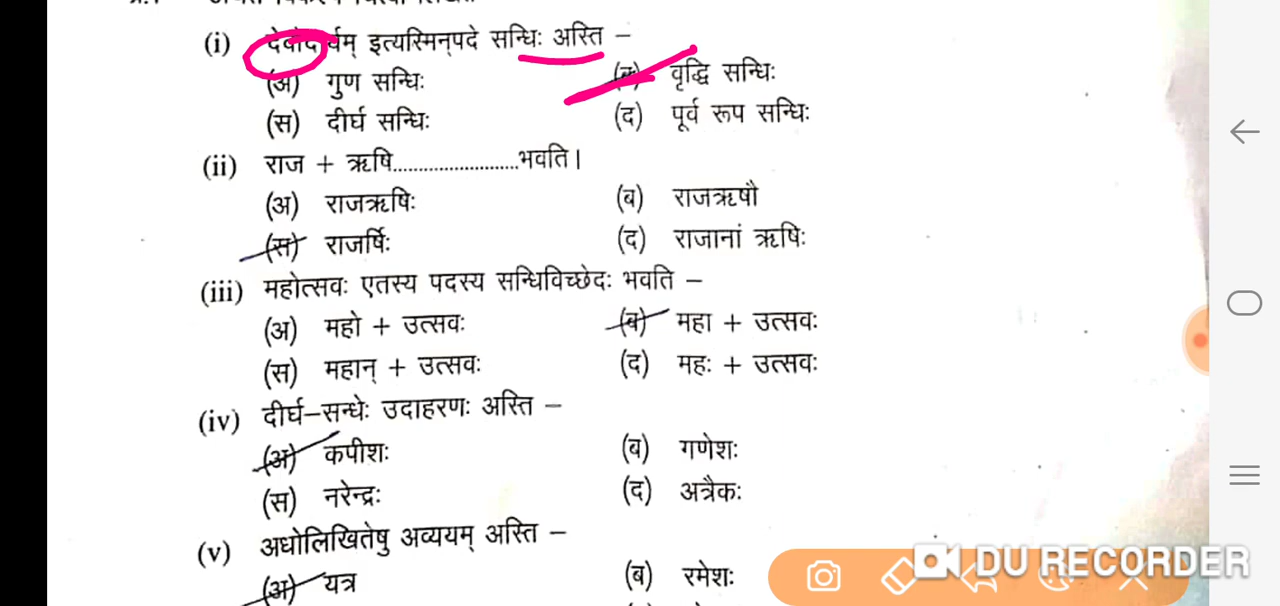 (i) देवौदार्यम् इत्यस्मिन्पदे सन्धिः अस्ति –
(अ) गुण सन्धिः (ब) वृद्धि सन्धिः
(स) दीर्घ सन्धिः (द) पूर्व रूप सन्धिः
(ii) राज + ऋषि........................भवति।
(अ) राजऋषिः (ब) राजऋषौ
(स) राजर्षिः (द) राजानां ऋषिः
(iii) महोत्सवः एतस्य पदस्य सन्धिविच्छेदः भवति –
(अ) महो + उत्सवः (ब) महा + उत्सवः
(स) महान् + उत्सवः (द) महः + उत्सवः
(iv) दीर्घ–सन्धेः उदाहरणः अस्ति –
(अ) कपीशः (ब) गणेशः
(स) नरेन्द्रः (द) अत्रैकः
(v) अधोलिखितेषु अव्ययम् अस्ति –
(अ) यत्र (ब) रमेशः
DU RECORDER